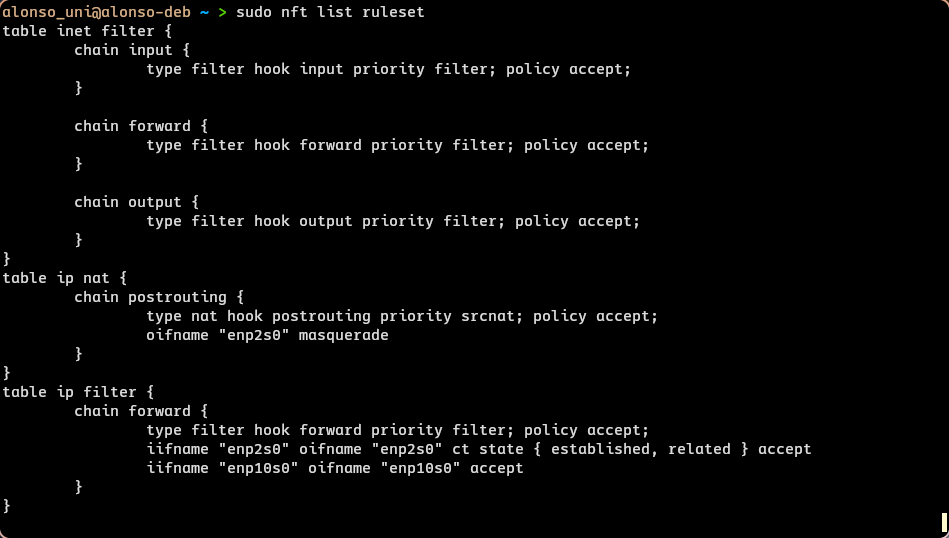 alonso_uni@alonso-deb ~ > sudo nft list ruleset
table inet filter {
        chain input {
                type filter hook input priority filter; policy accept;
        }

        chain forward {
                type filter hook forward priority filter; policy accept;
        }

        chain output {
                type filter hook output priority filter; policy accept;
        }
}
table ip nat {
        chain postrouting {
                type nat hook postrouting priority srcnat; policy accept;
                oifname "enp2s0" masquerade
        }
}
table ip filter {
        chain forward {
                type filter hook forward priority filter; policy accept;
                iifname "enp2s0" oifname "enp2s0" ct state { established, related } accept
                iifname "enp10s0" oifname "enp10s0" accept
        }
}